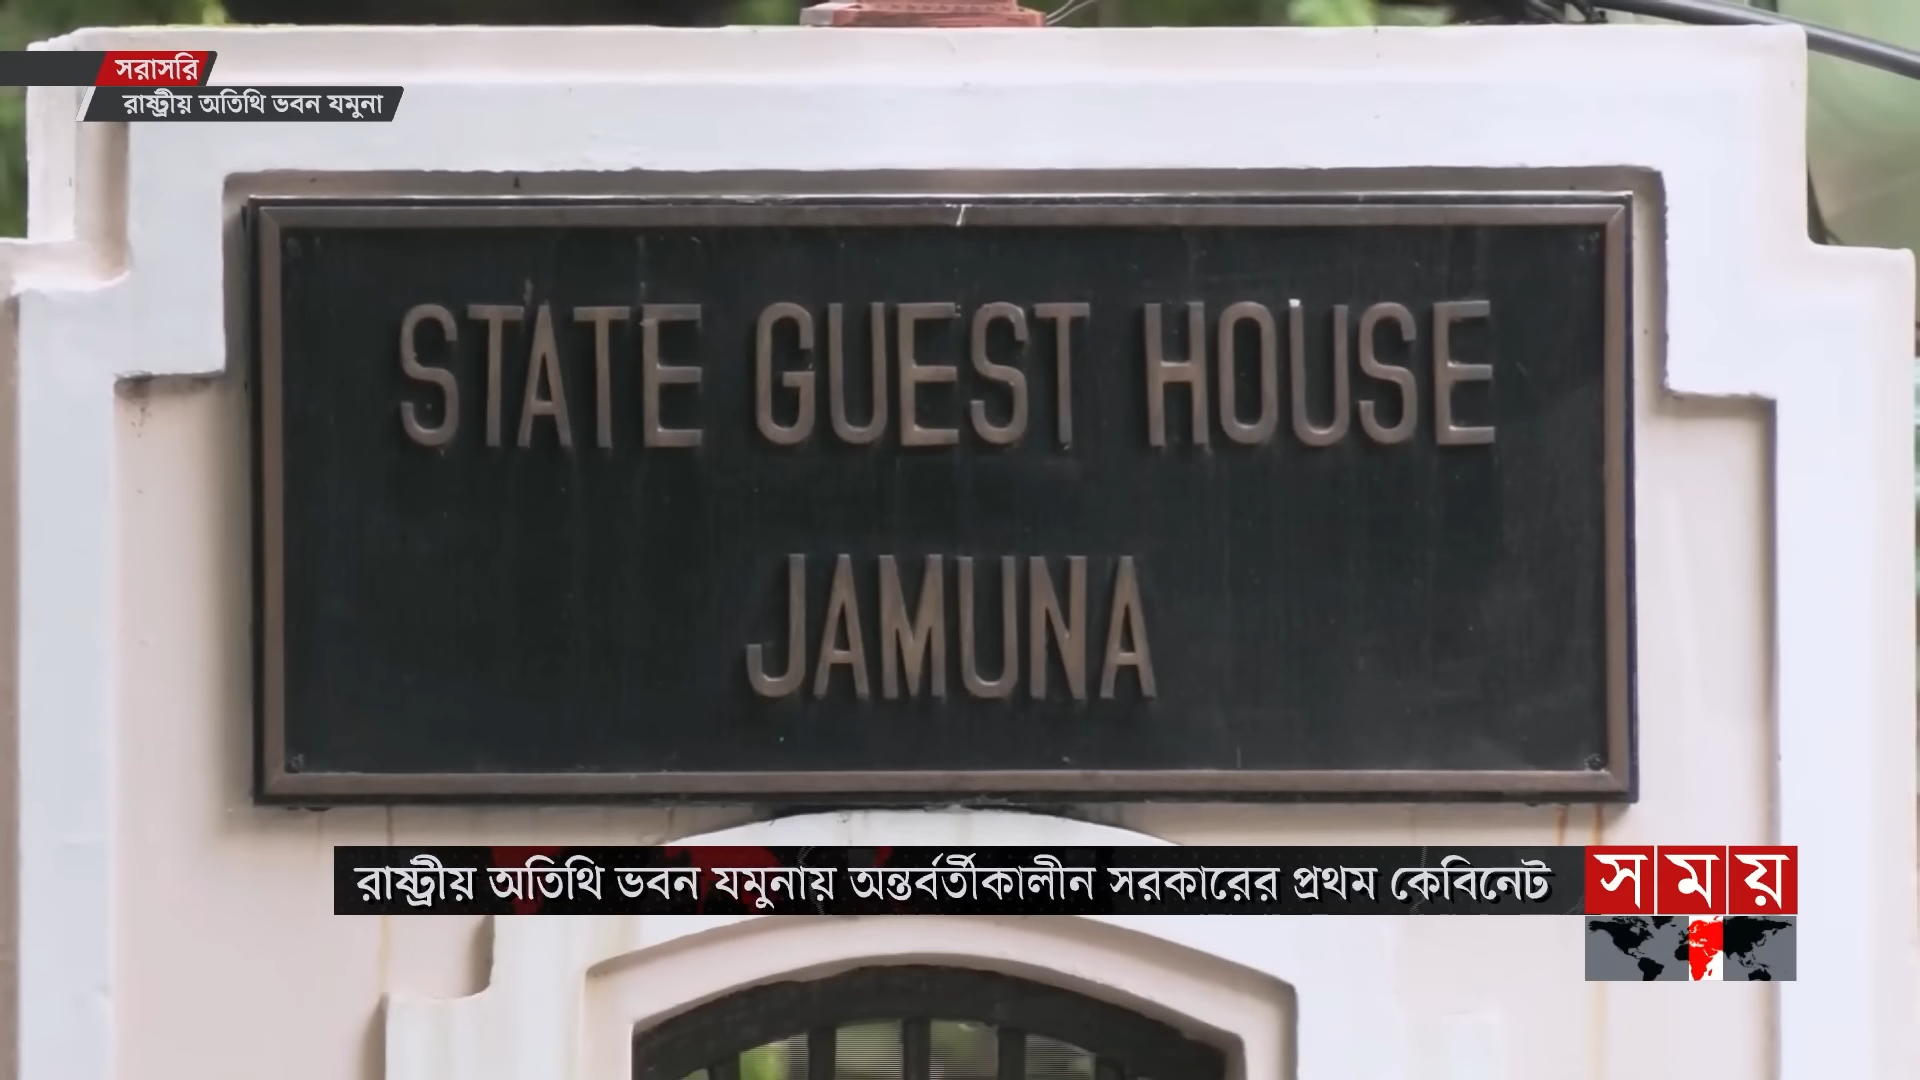 সরাসরি
রাষ্ট্রীয় অতিথি ভবন যমুনা
STATE GUEST HOUSE
JAMUNA
রাষ্ট্রীয় অতিথি ভবন যমুনায় অন্তর্বর্তীকালীন সরকারের প্রথম কেবিনেট
সময়